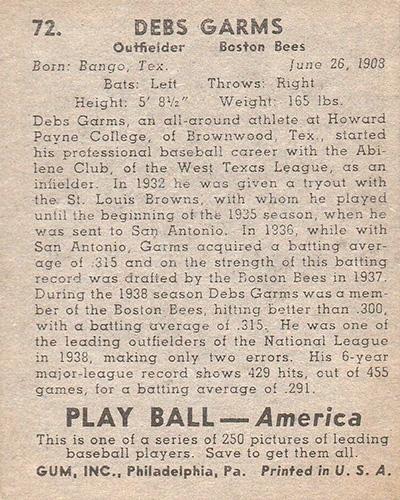 72. DEBS GARMS
Outfielder Boston Bees
Born: Bango, Tex. June 26, 1908
Bats: Left Throws: Right
Height: 5' 8½" Weight: 165 lbs.
Debs Garms, an all-around athlete at Howard
Payne College, of Brownwood, Tex., started
his professional baseball career with the Abi-
lene Club, of the West Texas League, as an
infielder. In 1932 he was given a tryout with
the St. Louis Browns, with whom he played
until the beginning of the 1935 season, when he
was sent to San Antonio. In 1936, while with
San Antonio, Garms acquired a batting aver-
age of .315 and on the strength of this batting
record was drafted by the Boston Bees in 1937.
During the 1938 season Debs Garms was a mem-
ber of the Boston Bees, hitting better than .300,
with a batting average of .315. He was one of
the leading outfielders of the National League
in 1938, making only two errors. His 6-year
major-league record shows 429 hits, out of 455
games, for a batting average of .291.
PLAY BALL — America
This is one of a series of 250 pictures of leading
baseball players. Save to get them all.
GUM, INC., Philadelphia, Pa. Printed in U. S. A.